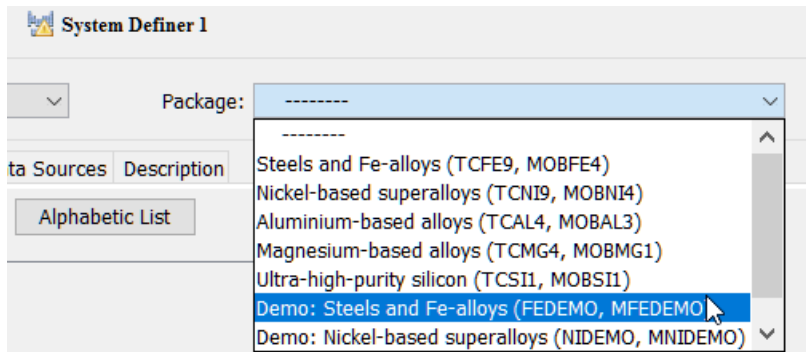 System Definer 1
Package: --------
--------
ta Sources Description
Steels and Fe-alloys (TCFE9, MOBFE4)
Nickel-based superalloys (TCNI9, MOBNI4)
Alphabetic List
Aluminium-based alloys (TCAL4, MOBAL3)
Magnesium-based alloys (TCMG4, MOBMG1)
Ultra-high-purity silicon (TCSI1, MOBSI1)
Demo: Steels and Fe-alloys (FEDEMO, MFEDEMO)
Demo: Nickel-based superalloys (NIDEMO, MNIDEMO)